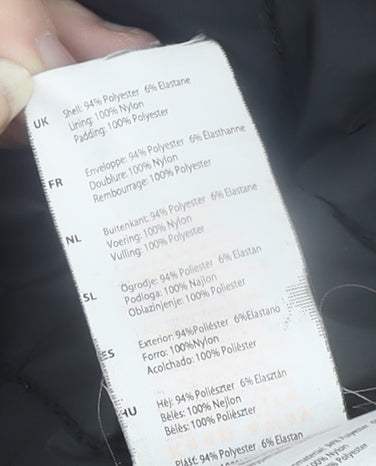 UK
Shell: 94% Polyester 6% Elastane
Lining: 100% Nylon
Padding: 100% Polyester
FR
Enveloppe: 94% Polyester 6% Élasthanne
Doublure: 100% Nylon
Rembourrage: 100% Polyester
NL
Buitenkant: 94% Polyester 6% Elastane
Voering: 100% Nylon
Vulling: 100% Polyester
SL
Ogrodje: 94% Poliester 6% Elastan
Podloga: 100% Najlon
Oblazinjenje: 100% Poliester
ES
Exterior: 94%Poliéster 6%Elastano
Forro: 100%Nylon
Acolchado: 100% Poliéster
HU
Héj: 94% Poliészter 6% Elasztán
Bélés: 100% Nejlon
Bélés: 100% Poliészter
Plášť: 94% Polyester 6% Elastan